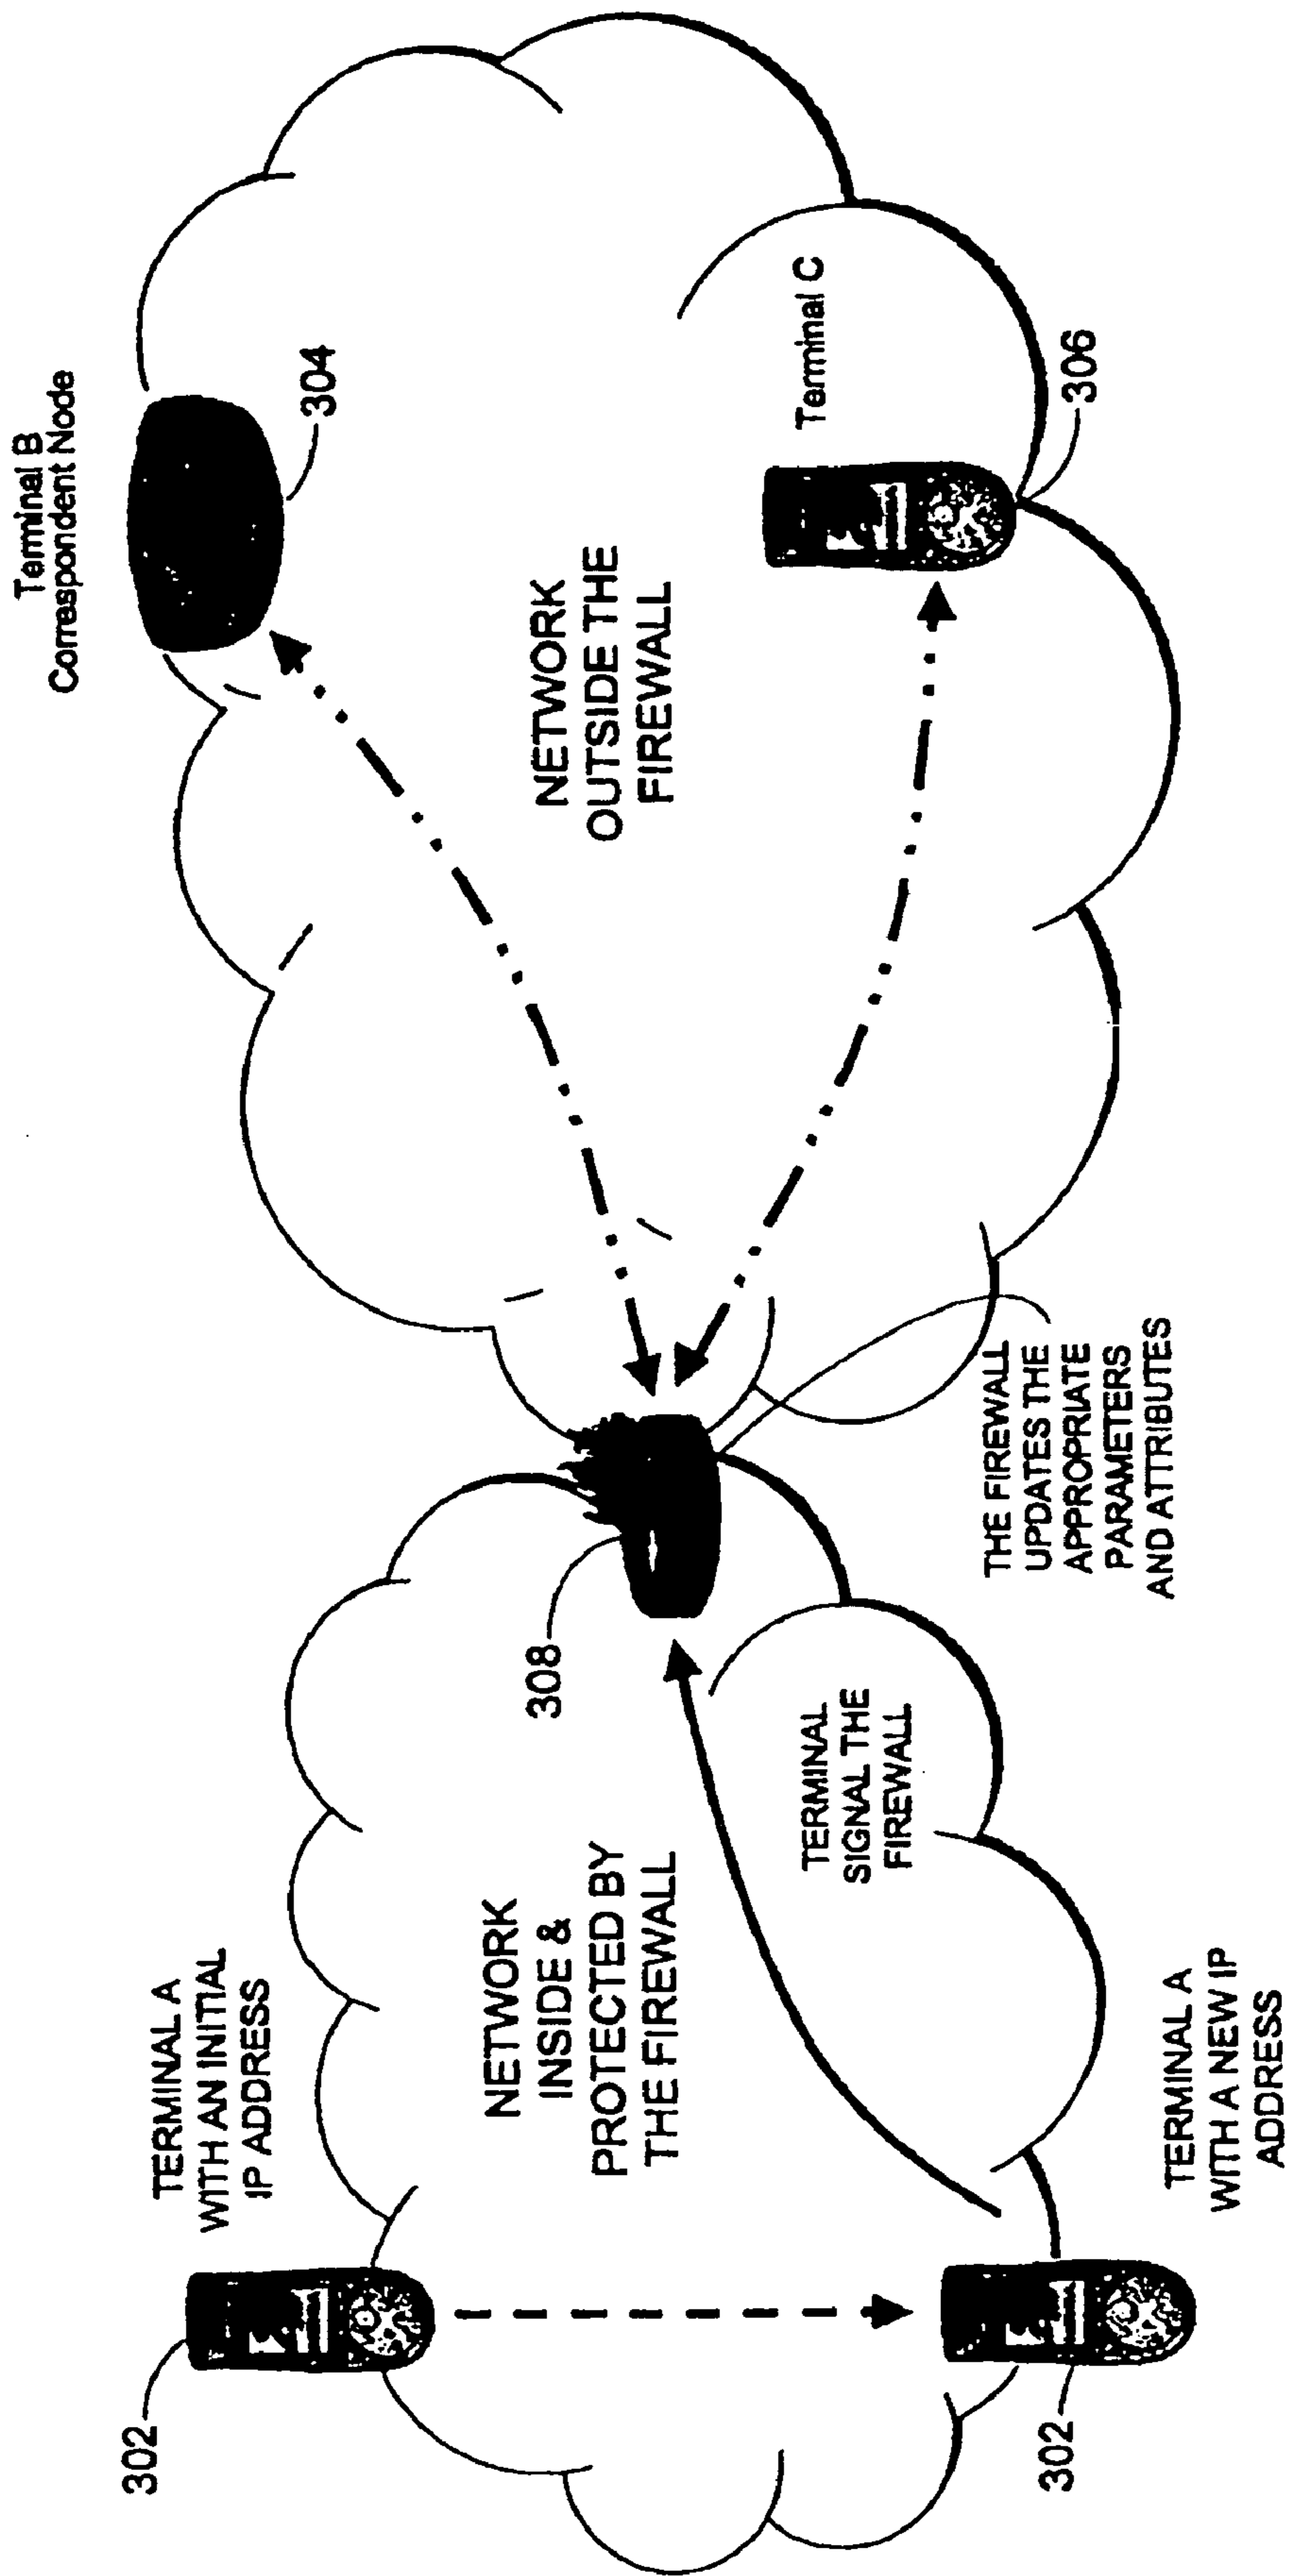 302
TERMINAL A
WITH AN INITIAL
IP ADDRESS
Terminal B
Correspondent Node
304
NETWORK
INSIDE &
PROTECTED BY
THE FIREWALL
308
NETWORK
OUTSIDE THE
FIREWALL
TERMINAL
SIGNAL THE
FIREWALL
Terminal C
306
302
TERMINAL A
WITH A NEW IP
ADDRESS
THE FIREWALL
UPDATES THE
APPROPRIATE
PARAMETERS
AND ATTRIBUTES